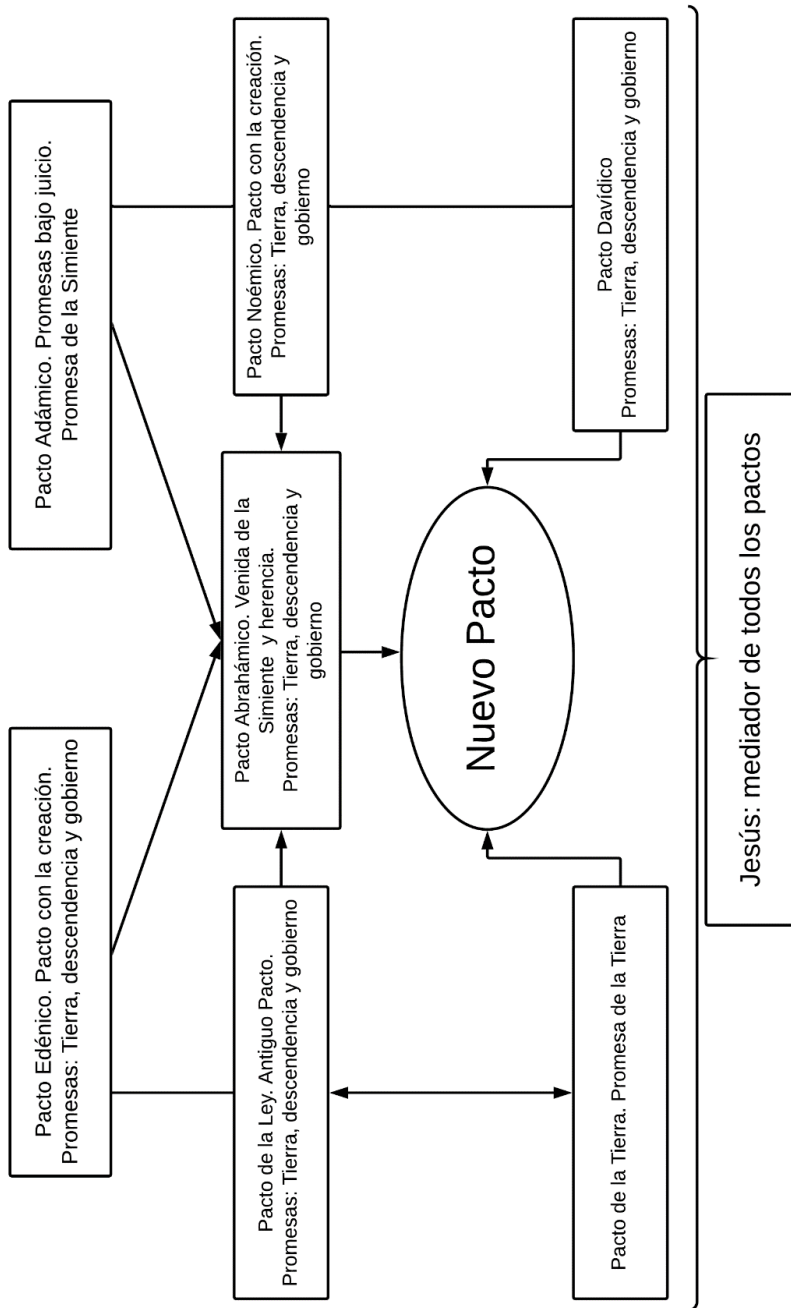 Pacto Edénico. Pacto con la creación.
Promesas: Tierra, descendencia y gobierno
Pacto Adámico. Promesas bajo juicio.
Promesa de la Simiente
Pacto de la Ley. Antiguo Pacto.
Promesas: Tierra, descendencia y gobierno
Pacto Abrahámico. Venida de la
Simiente y herencia.
Promesas: Tierra, descendencia y
gobierno
Pacto Noémico. Pacto con la creación.
Promesas: Tierra, descendencia y
gobierno
Nuevo Pacto
Pacto de la Tierra. Promesa de la Tierra
Pacto Davídico
Promesas: Tierra, descendencia y gobierno
Jesús: mediador de todos los pactos